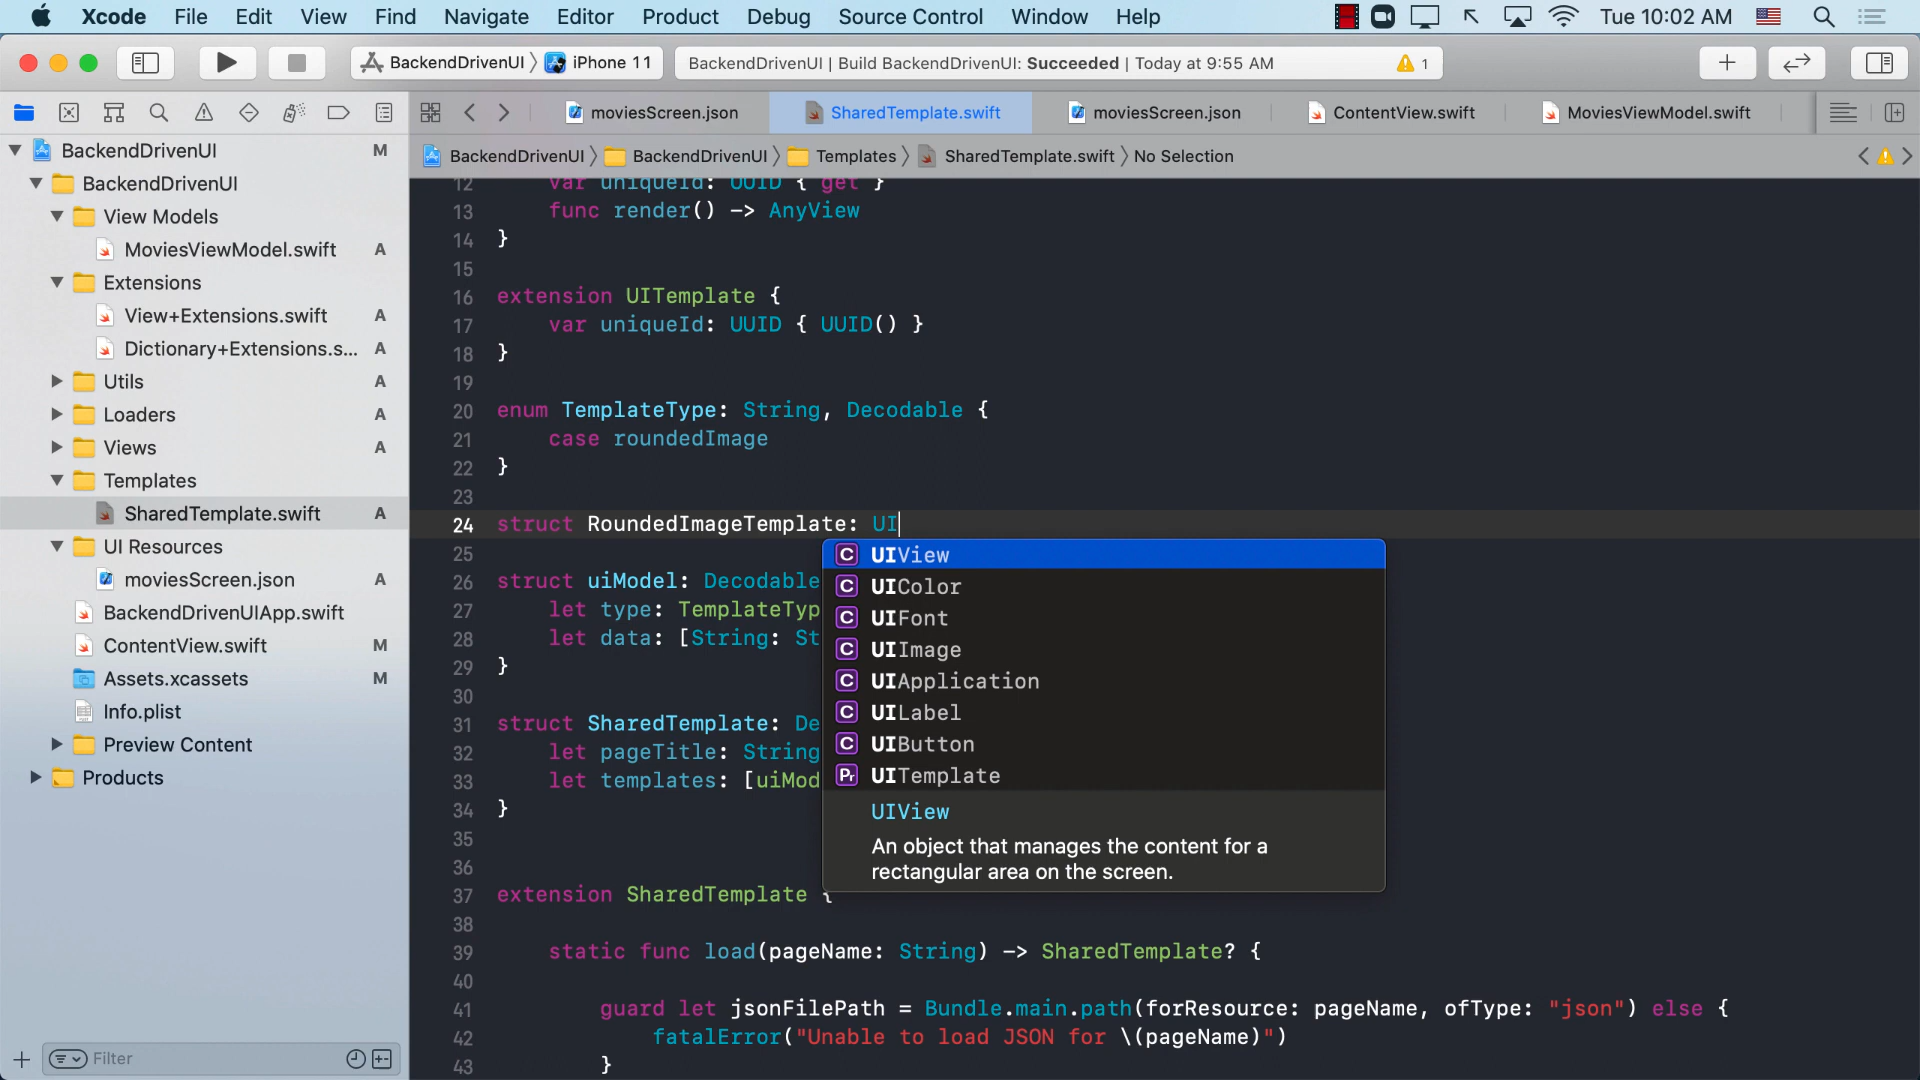 Xcode File Edit View Find Navigate Editor Product Debug Source Control Window Help Tue 10:02 AM
BackendDrivenUI iPhone 11 BackendDrivenUI | Build BackendDrivenUI: Succeeded | Today at 9:55 AM 1
moviesScreen.json SharedTemplate.swift moviesScreen.json ContentView.swift MoviesViewModel.swift
BackendDrivenUI BackendDrivenUI Templates SharedTemplate.swift No Selection
BackendDrivenUI M
BackendDrivenUI
View Models
MoviesViewModel.swift A
Extensions
View+Extensions.swift A
Dictionary+Extensions.s... A
Utils A
Loaders A
Views A
Templates
SharedTemplate.swift A
UI Resources
moviesScreen.json A
BackendDrivenUIApp.swift
ContentView.swift M
Assets.xcassets M
Info.plist
Preview Content
Products
Filter
12 var uniqueId: UUID { get }
13 func render() -> AnyView
14 }
15
16 extension UITemplate {
17 var uniqueId: UUID { UUID() }
18 }
19
20 enum TemplateType: String, Decodable {
21 case roundedImage
22 }
23
24 struct RoundedImageTemplate: UI
25
26 struct uiModel: Decodable
27 let type: TemplateTyp
28 let data: [String: St
29 }
30
31 struct SharedTemplate: De
32 let pageTitle: String
33 let templates: [uiMod
34 }
35
36
37 extension SharedTemplate {
38
39 static func load(pageName: String) -> SharedTemplate? {
40
41 guard let jsonFilePath = Bundle.main.path(forResource: pageName, ofType: "json") else {
42 fatalError("Unable to load JSON for \(pageName)")
43 }
C UIView
C UIColor
C UIFont
C UIImage
C UIApplication
C UILabel
C UIButton
Pr UITemplate
UIView
An object that manages the content for a
rectangular area on the screen.